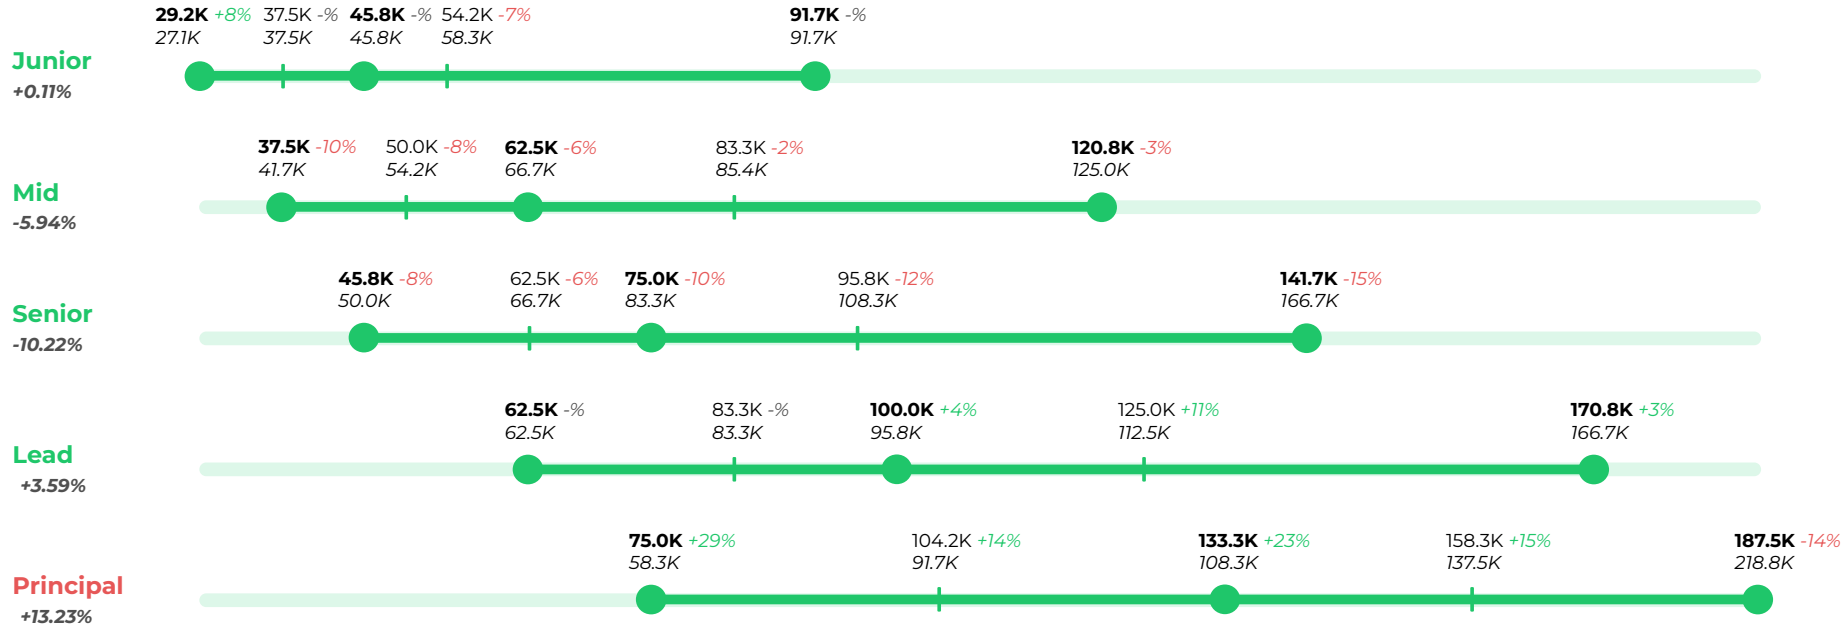 29.2K +8% 37.5K -% 45.8K -% 54.2K -7% 91.7K -%
27.1K 37.5K 45.8K 58.3K 91.7K
Junior
+0.11%
37.5K -10% 50.0K -8% 62.5K -6% 83.3K -2% 120.8K -3%
41.7K 54.2K 66.7K 85.4K 125.0K
Mid
-5.94%
45.8K -8% 62.5K -6% 75.0K -10% 95.8K -12% 141.7K -15%
50.0K 66.7K 83.3K 108.3K 166.7K
Senior
-10.22%
62.5K -% 83.3K -% 100.0K +4% 125.0K +11% 170.8K +3%
62.5K 83.3K 95.8K 112.5K 166.7K
Lead
+3.59%
75.0K +29% 104.2K +14% 133.3K +23% 158.3K +15% 187.5K -14%
58.3K 91.7K 108.3K 137.5K 218.8K
Principal
+13.23%